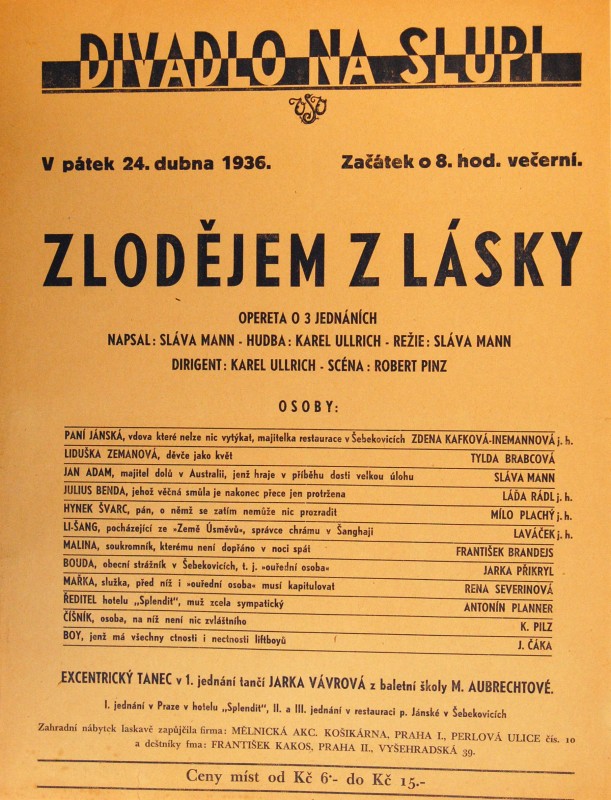 DIVADLO NA SLUPI
V pátek 24. dubna 1936. Začátek o 8. hod. večerní.
ZLODĚJEM Z LÁSKY
OPERETA O 3 JEDNÁNÍCH
NAPSAL: SLÁVA MANN - HUDBA: KAREL ULLRICH - REŽIE: SLÁVA MANN
DIRIGENT: KAREL ULLRICH - SCÉNA: ROBERT PINZ
OSOBY:
PANÍ JÁNSKÁ, vdova které nelze nic vytýkat, majitelka restaurace v Šebekovicích ZDENA KAFKOVÁ-INEMANNOVÁ j. h.
LIDUŠKA ZEMANOVÁ, děvče jako květ TYLDA BRABCOVÁ
JAN ADAM, majitel dolů v Australii, jenž hraje v příběhu dosti velkou úlohu SLÁVA MANN
JULIUS BENDA, jehož věčná smůla je nakonec přece jen protržena LÁĎA RÁDL j. h.
HYNEK ŠVARC, pán, o němž se zatím nemůže nic prozradit MÍLO PLACHÝ j. h.
LI-ŠANG, pocházející ze »Země Úsměvů«, správce chrámu v Šanghaji LAVÁČEK j. h.
MALINA, soukromník, kterému není dopřáno v noci spát FRANTIŠEK BRANDEJS
BOUDA, obecní strážník v Šebekovicích, t. j. »ouřední osoba« JARKA PŘIKRYL
MAŘKA, služka, před níž i »ouřední osoba« musí kapitulovat RENA SEVERINOVÁ
ŘEDITEL hotelu „Splendit", muž zcela sympatický ANTONÍN PLANNER
ČÍŠNÍK, osoba, na níž není nic zvláštního K. PILZ
BOY, jenž má všechny ctnosti i nectnosti liftboyů J. ČÁKA
EXCENTRICKÝ TANEC v 1. jednání tančí JARKA VÁVROVÁ z baletní školy M. AUBRECHTOVÉ.
I. jednání v Praze v hotelu „Splendit", II. a III. jednání v restauraci p. Jánské v Šebekovicích
Zahradní nábytek laskavě zapůjčila firma: MĚLNICKÁ AKC. KOŠIKÁRNA, PRAHA I., PERLOVÁ ULICE čís. 10
a deštníky fma: FRANTIŠEK KAKOS, PRAHA II., VYŠEHRADSKÁ 39.
Ceny míst od Kč 6·- do Kč 15.-